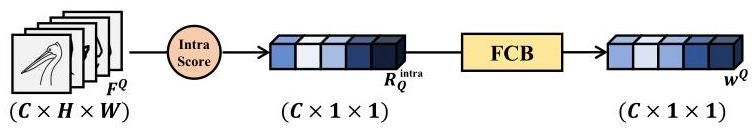 Intra
Score
FCB
F^Q
R_Q^intra
w^Q
(C × H × W)
(C × 1 × 1)
(C × 1 × 1)